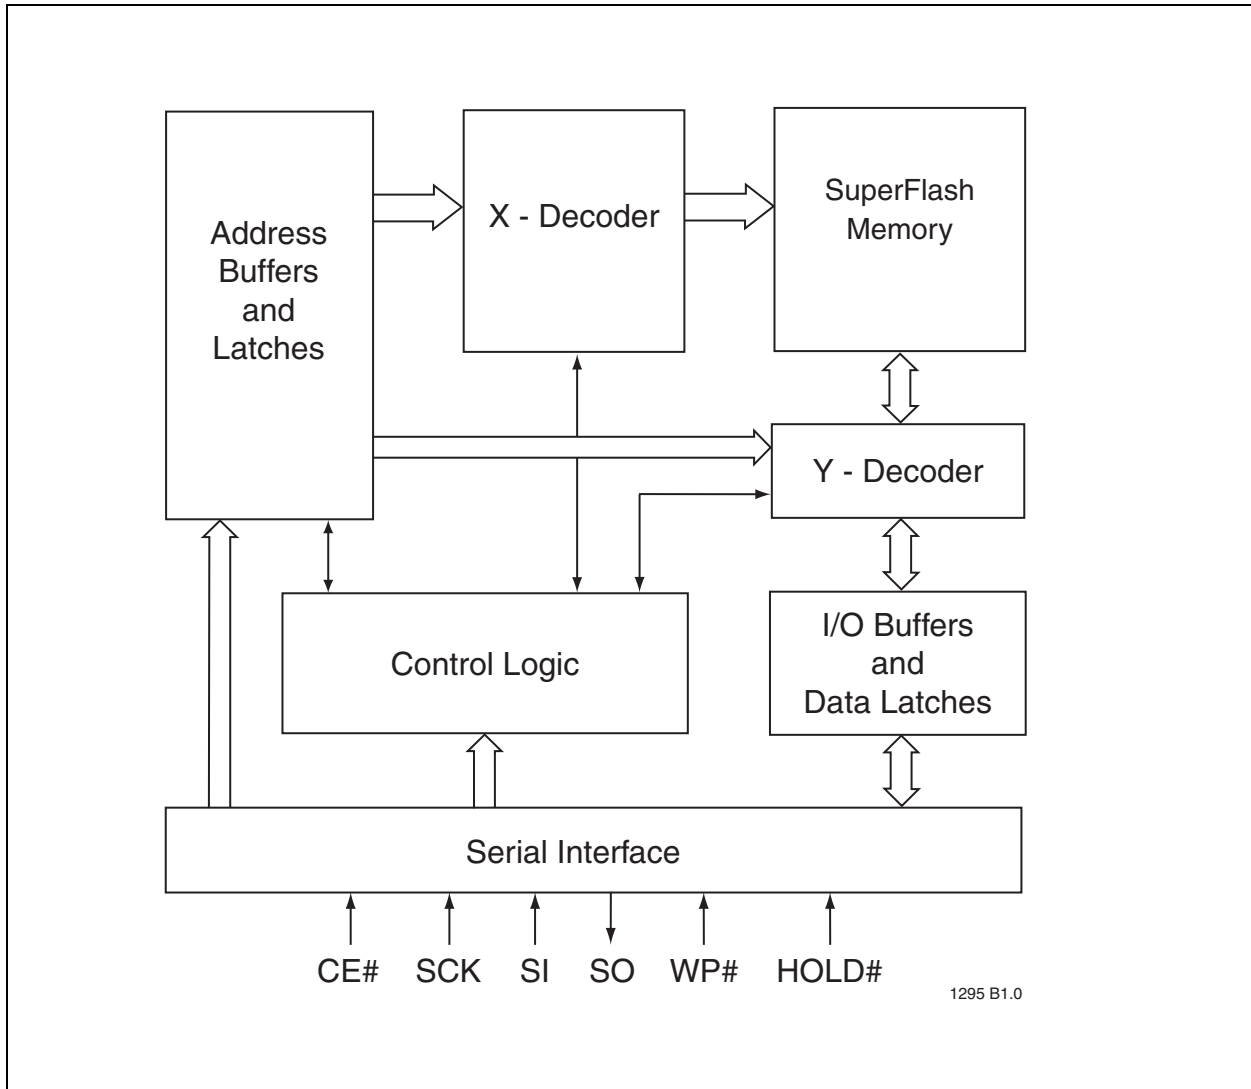 Address
Buffers
and
Latches
X - Decoder
SuperFlash
Memory
Y - Decoder
Control Logic
I/O Buffers
and
Data Latches
Serial Interface
CE# SCK SI SO WP# HOLD#
1295 B1.0